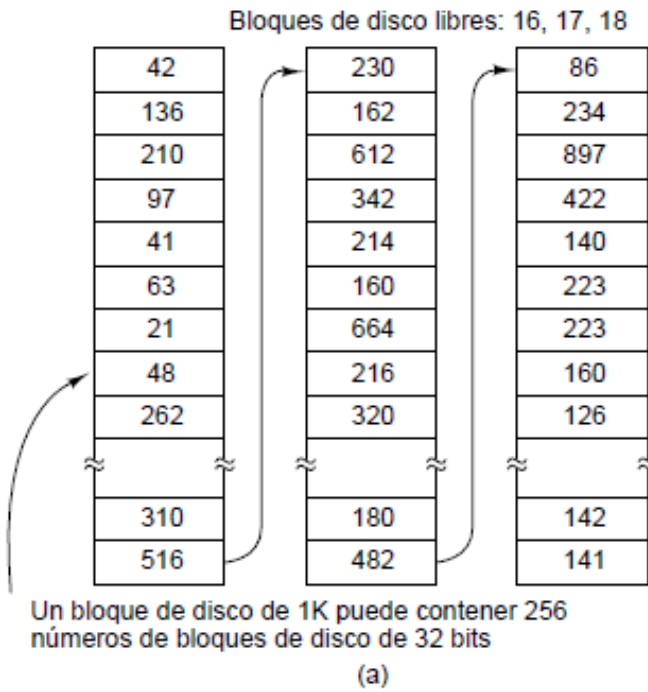 Bloques de disco libres: 16, 17, 18
42 230 86
136 162 234
210 612 897
97 342 422
41 214 140
63 160 223
21 664 223
48 216 160
262 320 126
310 180 142
516 482 141
Un bloque de disco de 1K puede contener 256
números de bloques de disco de 32 bits
(a)